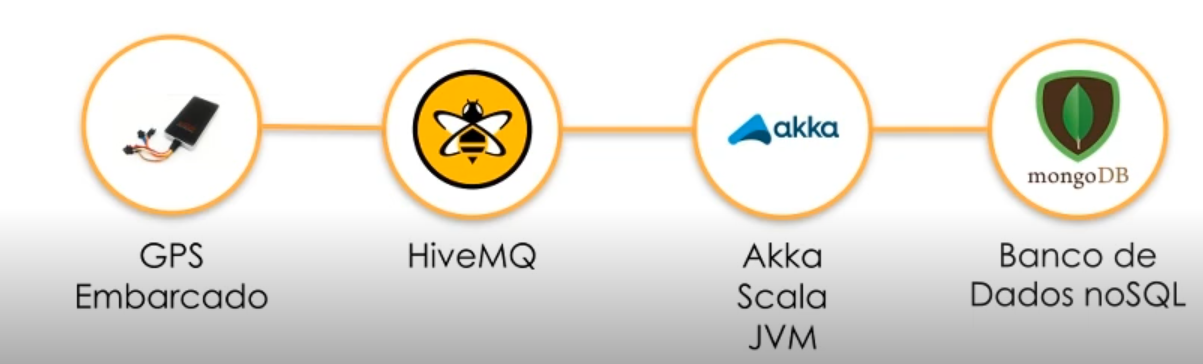 akka
mongoDB
GPS
Embarcado
HiveMQ
Akka
Scala
JVM
Banco de
Dados noSQL